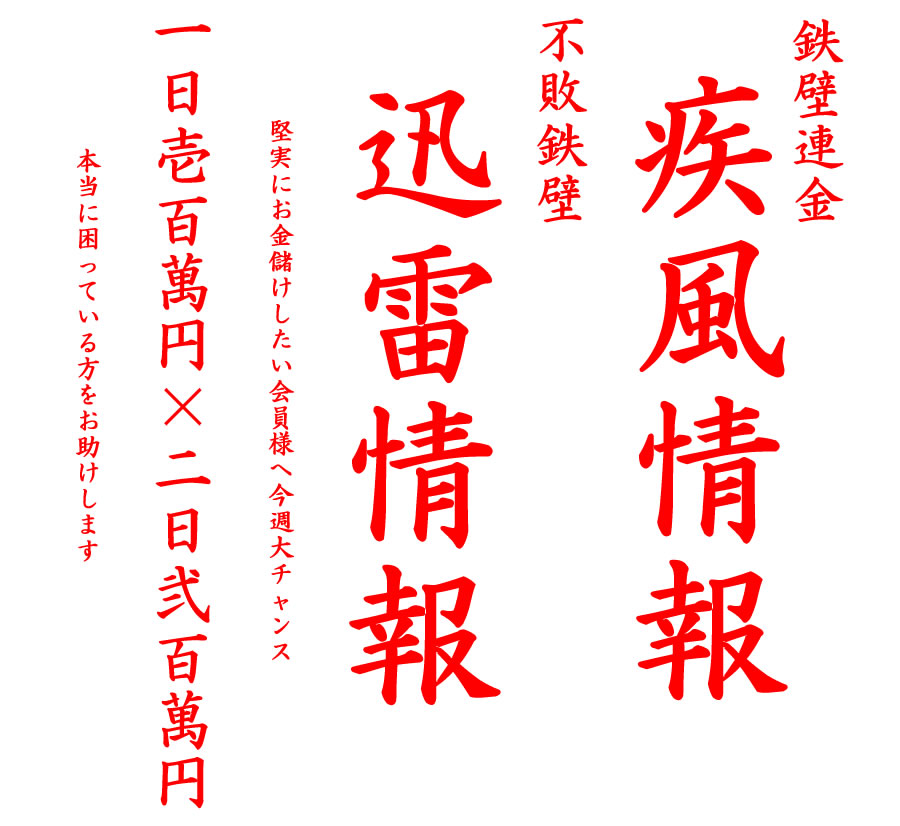 鉄壁連金
疾風情報
不敗鉄壁
迅雷情報
堅実にお金儲けしたい会員様へ今週大チャンス
一日壱百萬円×二日弐百萬円
本当に困っている方をお助けします